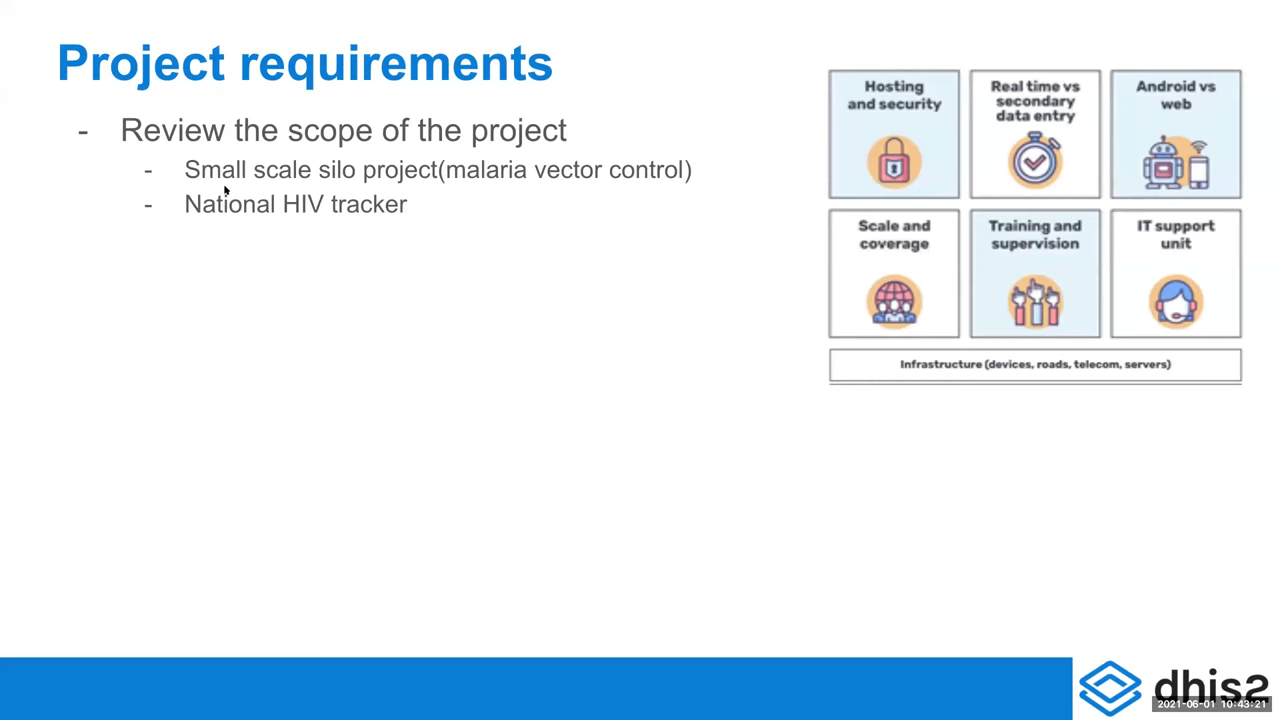 Project requirements
- Review the scope of the project
- Small scale silo project(malaria vector control)
- National HIV tracker
Hosting
and security
Real time vs
secondary
data entry
Android vs
web
Scale and
coverage
Training and
supervision
IT support
unit
Infrastructure (devices, roads, telecom, servers)
dhis2
2021-06-01 10:43:21